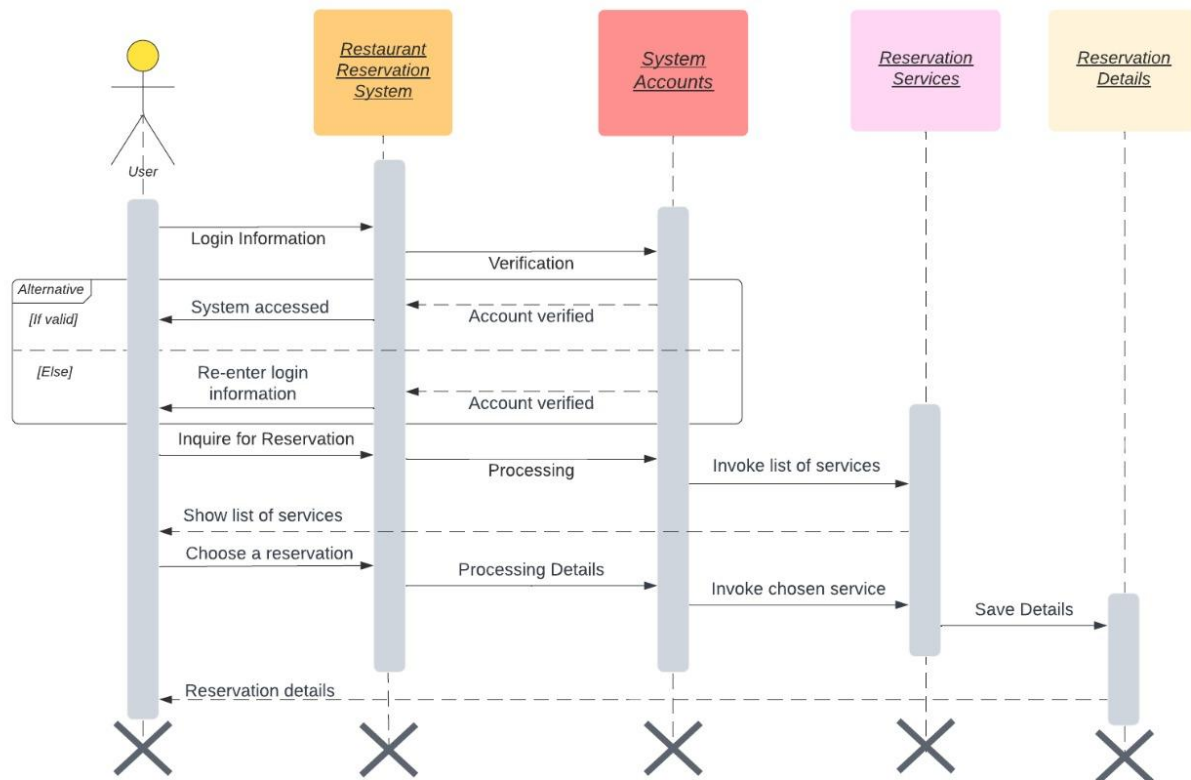 Restaurant
Reservation
System
System
Accounts
Reservation
Services
Reservation
Details
User
Login Information
Verification
Alternative
[If valid]
System accessed
Account verified
[Else]
Re-enter login
information
Account verified
Inquire for Reservation
Processing
Invoke list of services
Show list of services
Choose a reservation
Processing Details
Invoke chosen service
Save Details
Reservation details